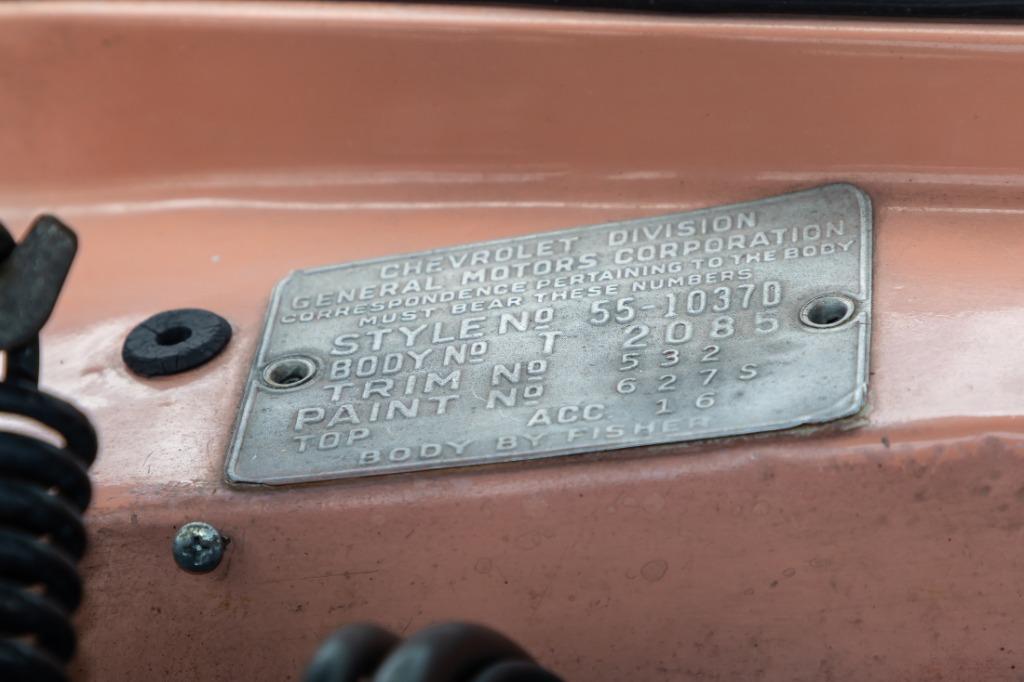 CHEVROLET DIVISION
GENERAL MOTORS CORPORATION
CORRESPONDENCE PERTAINING TO THE BODY
MUST BEAR THESE NUMBERS
STYLE NO 55-1037D
BODY NO T 2085
TRIM NO 532
PAINT NO 627 S
TOP ACC 16
BODY BY FISHER